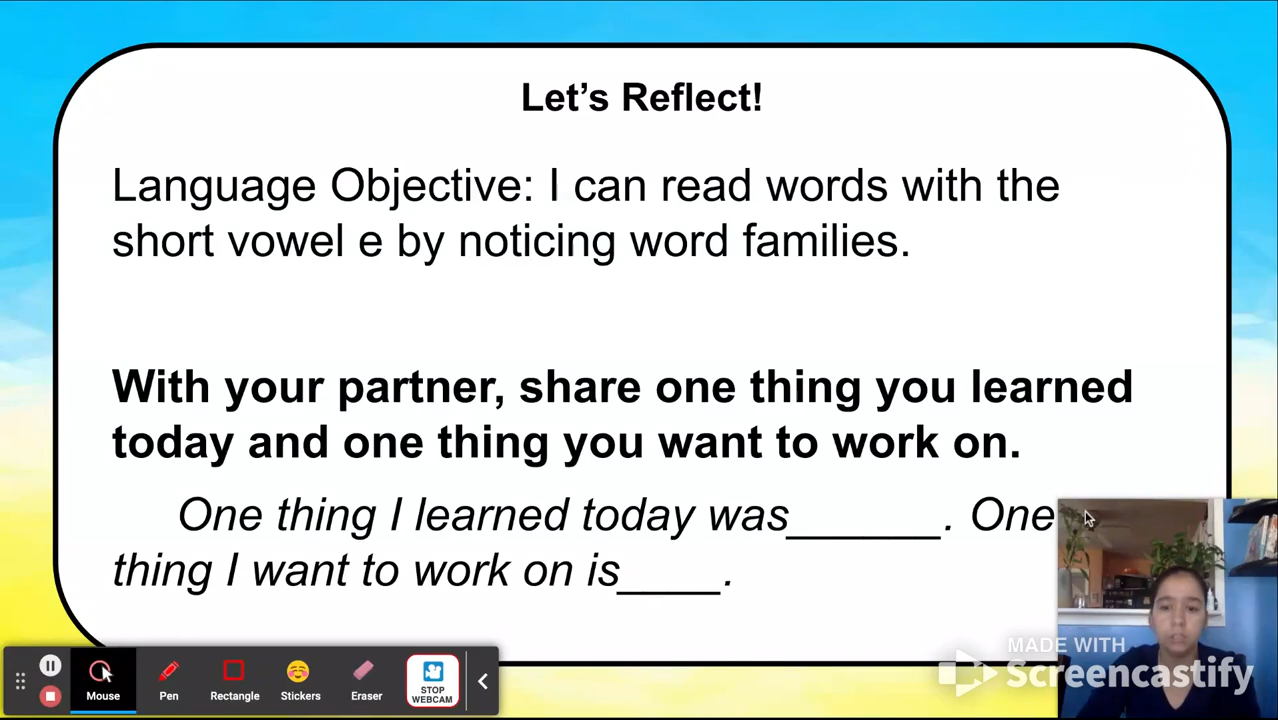 Let's Reflect!
Language Objective: I can read words with the
short vowel e by noticing word families.
With your partner, share one thing you learned
today and one thing you want to work on.
One thing I learned today was______. One
thing I want to work on is____.
MADE WITH
Screencastify
Mouse
Pen
Rectangle
Stickers
Eraser
STOP
WEBCAM